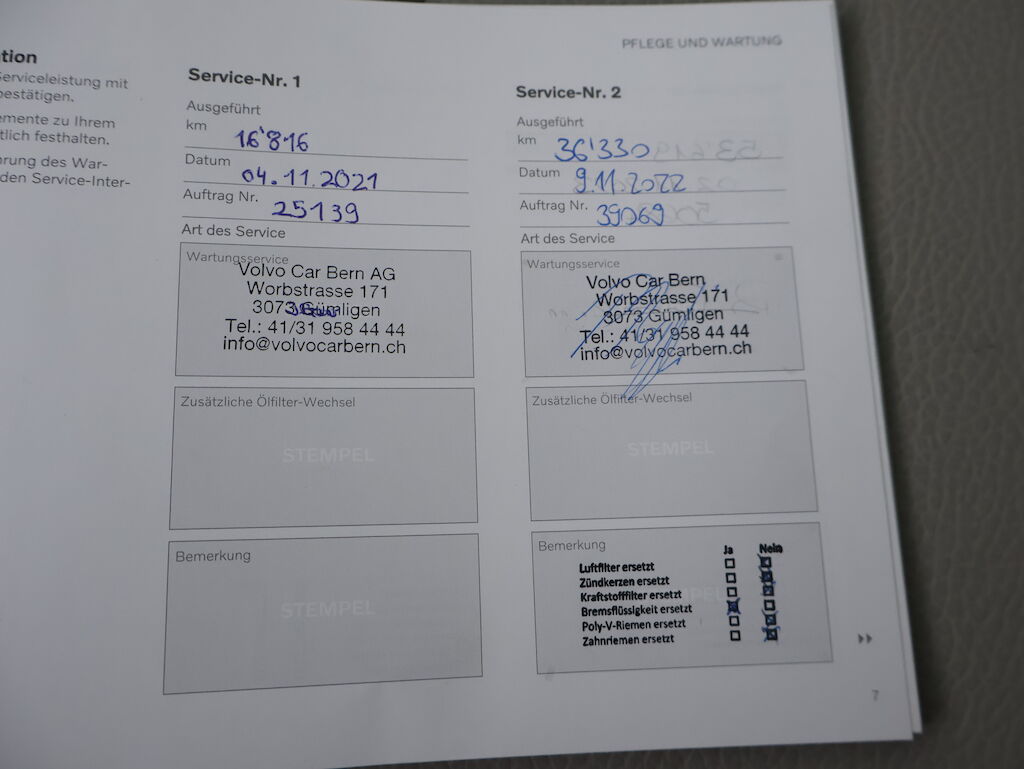 PFLEGE UND WARTUNG
tion
Serviceleistung mit
bestätigen.
emente zu Ihrem
tlich festhalten.
hrung des War-
den Service-Inter-
Service-Nr. 1
Ausgeführt
km 16'816
Datum 04.11.2021
Auftrag Nr. 25139
Art des Service
Wartungsservice
Volvo Car Bern AG
Worbstrasse 171
3073 Gümligen
Tel.: 41/31 958 44 44
info@volvocarbern.ch
Zusätzliche Ölfilter-Wechsel
STEMPEL
Bemerkung
STEMPEL
Service-Nr. 2
Ausgeführt
km 36'330
Datum 9.11.2022
Auftrag Nr. 39069
Art des Service
Wartungsservice
Volvo Car Bern
Worbstrasse 171
3073 Gümligen
Tel.: 41/31 958 44 44
info@volvocarbern.ch
Zusätzliche Ölfilter-Wechsel
STEMPEL
Bemerkung
Ja Nein
Luftfilter ersetzt
Zündkerzen ersetzt
Kraftstofffilter ersetzt
Bremsflüssigkeit ersetzt
Poly-V-Riemen ersetzt
Zahnriemen ersetzt
7